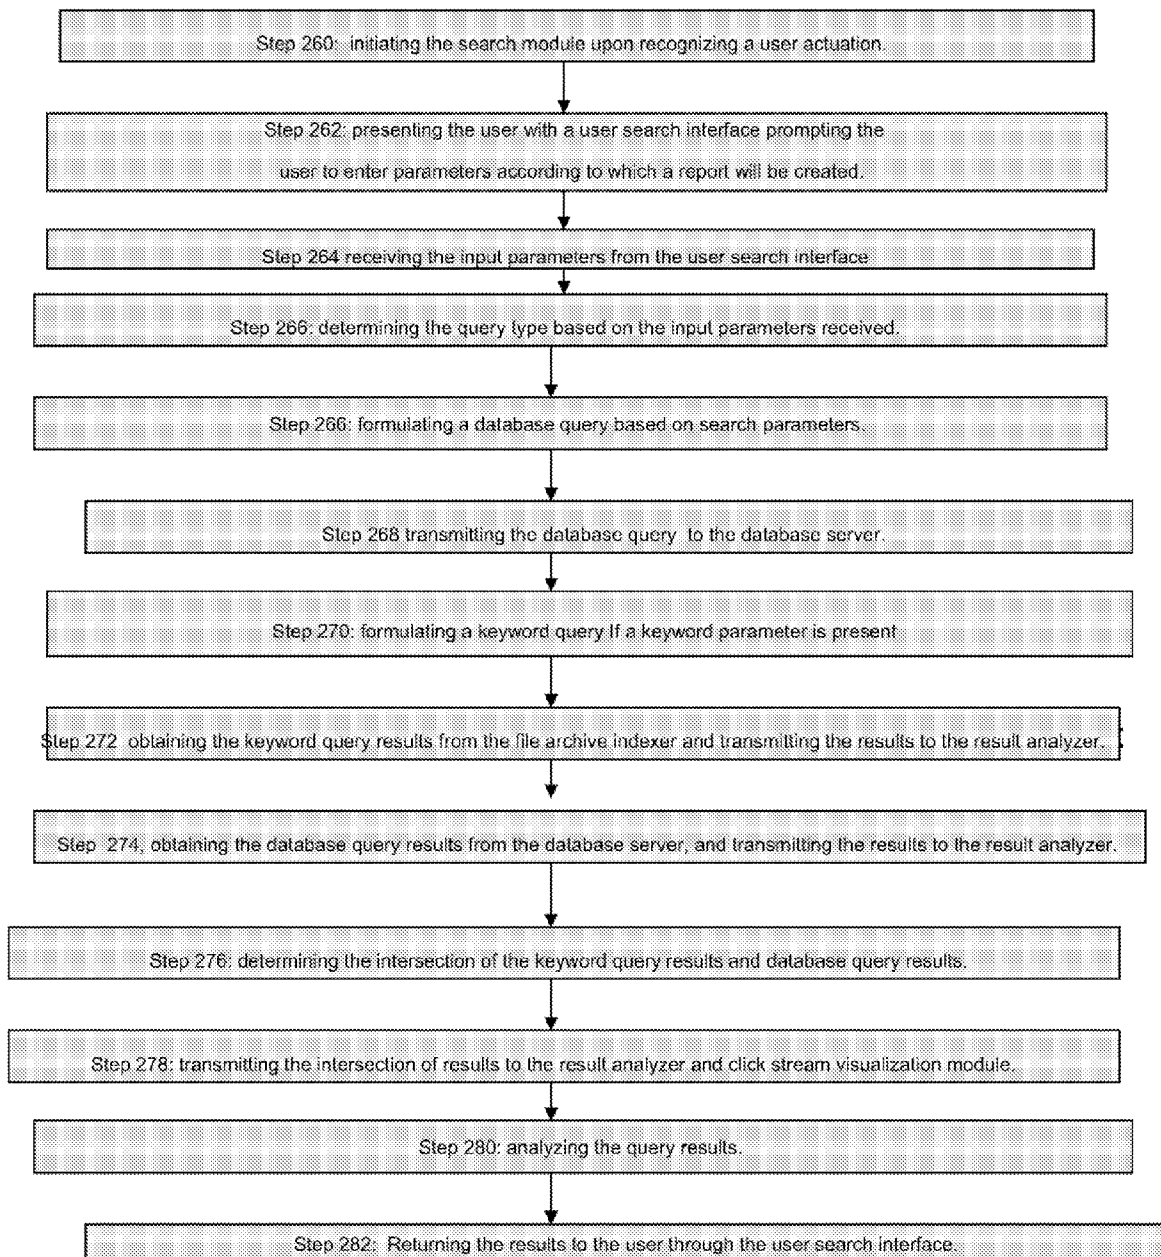 Step 260:  initiating the search module upon recognizing a user actuation.
Step 262: presenting the user with a user search interface prompting the
user to enter parameters according to which a report will be created.
Step 264 receiving the input parameters from the user search interface
Step 266: determining the query type based on the input parameters received.
Step 266: formulating a database query based on search parameters.
Step 268 transmitting the database query  to the database server.
Step 270: formulating a keyword query If a keyword parameter is present
Step 272  obtaining the keyword query results from the file archive indexer and transmitting the results to the result analyzer. :
Step  274, obtaining the database query results from the database server, and transmitting the results to the result analyzer.
Step 276: determining the intersection of the keyword query results and database query results.
Step 278: transmitting the intersection of results to the result analyzer and click stream visualization module.
Step 280: analyzing the query results.
Step 282:  Returning the results to the user through the user search interface.